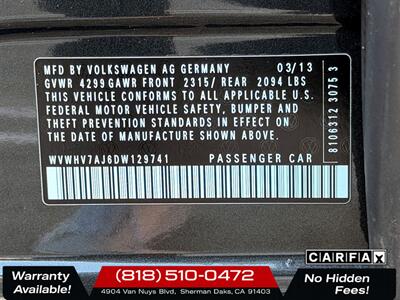 MFD BY VOLKSWAGEN AG GERMANY 03/13
GVWR 4299 GAWR FRONT 2315/ REAR 2094 LBS
THIS VEHICLE CONFORMS TO ALL APPLICABLE U.S.
FEDERAL MOTOR VEHICLE SAFETY, BUMPER AND
THEFT PREVENTION STANDARDS IN EFFECT ON
THE DATE OF MANUFACTURE SHOWN ABOVE
WVWHV7AJ6DW129741 PASSENGER CAR
8106312 3075 3
Warranty
Available!
(818) 510-0472
4904 Van Nuys Blvd, Sherman Oaks, CA 91403
CARFAX
No Hidden
Fees!